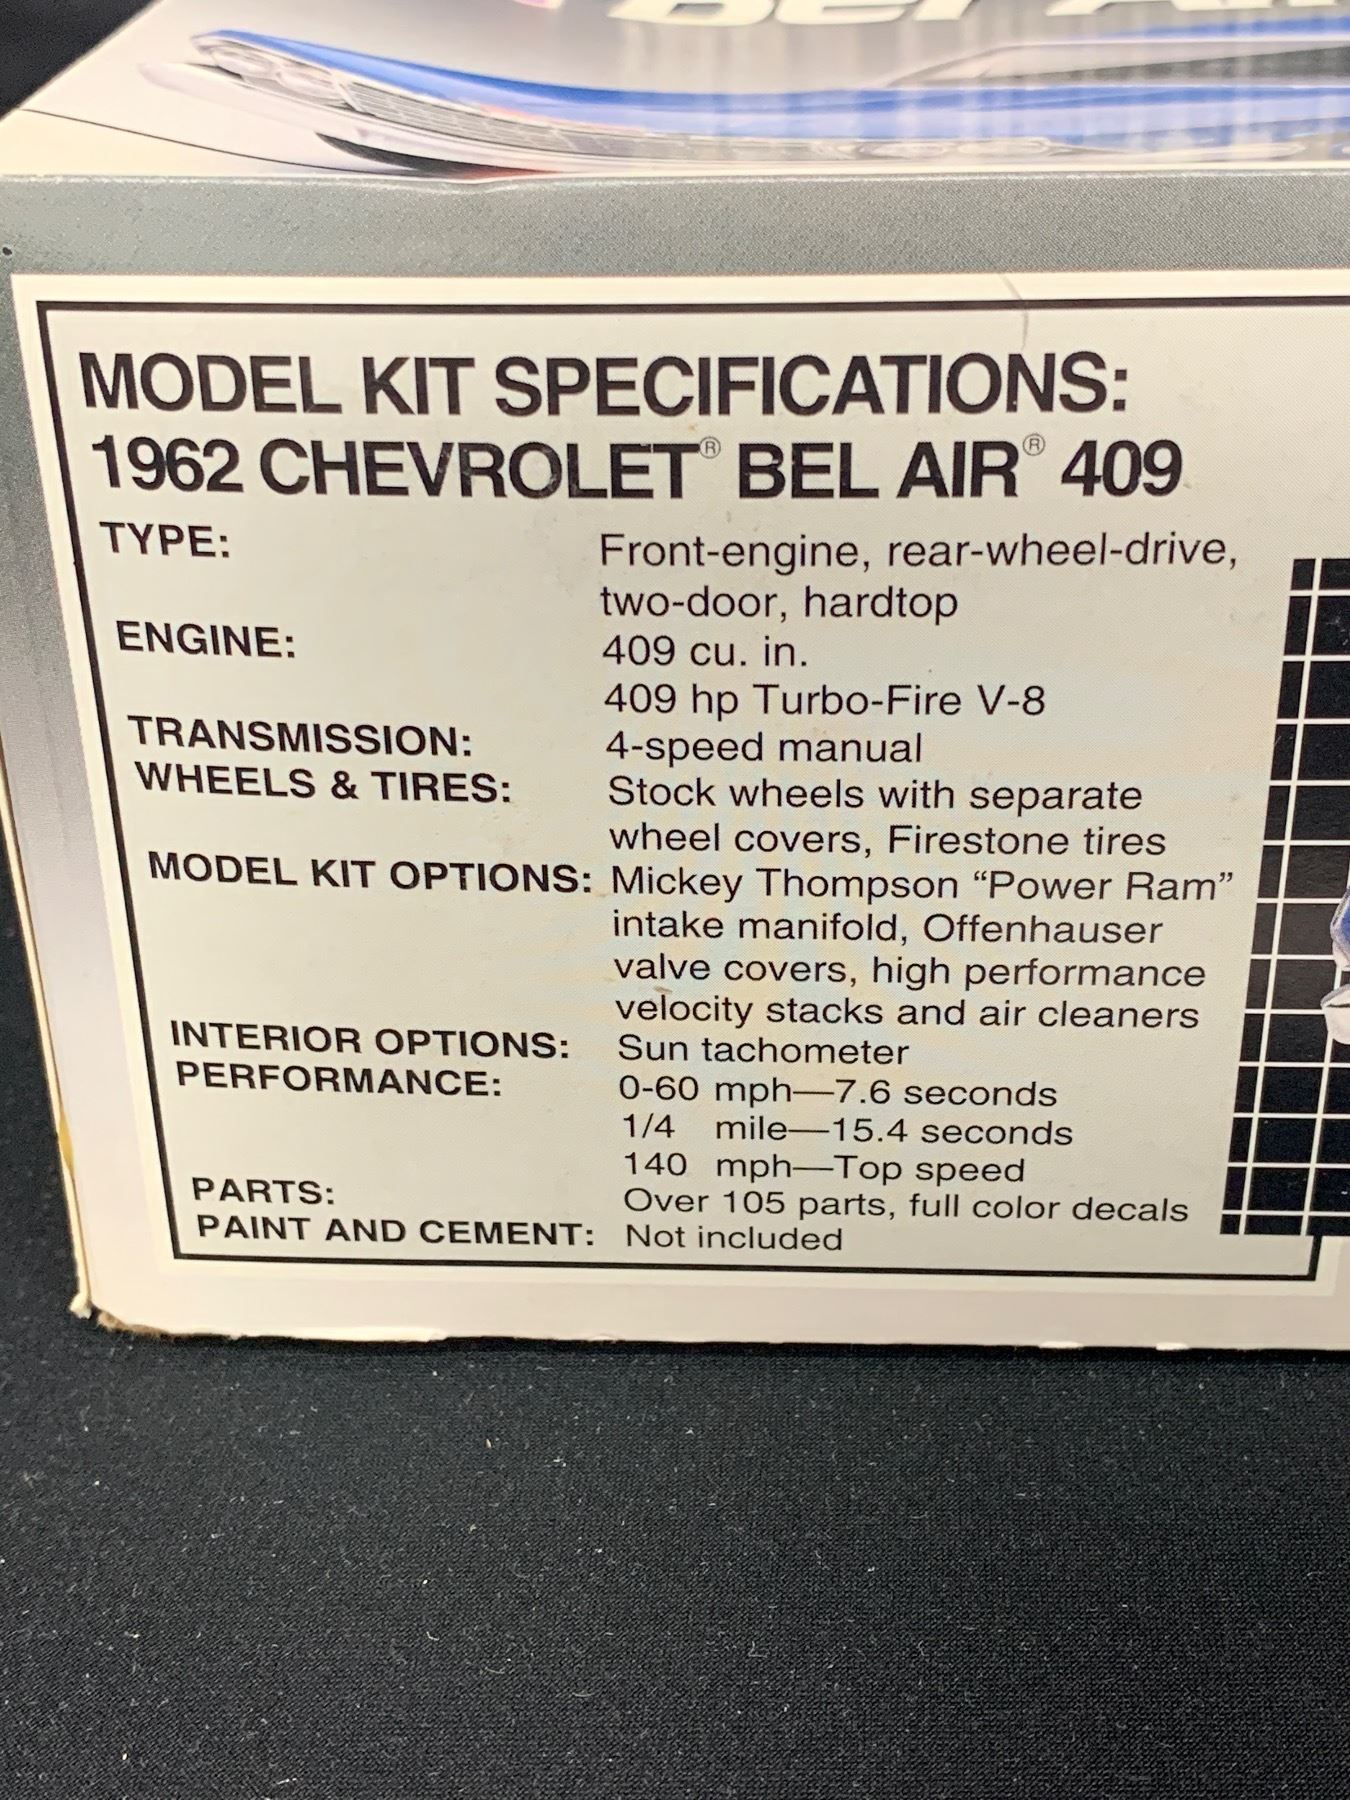 Bel Air
MODEL KIT SPECIFICATIONS:
1962 CHEVROLET® BEL AIR® 409
TYPE: Front-engine, rear-wheel-drive,
two-door, hardtop
ENGINE: 409 cu. in.
409 hp Turbo-Fire V-8
TRANSMISSION: 4-speed manual
WHEELS & TIRES: Stock wheels with separate
wheel covers, Firestone tires
MODEL KIT OPTIONS: Mickey Thompson “Power Ram”
intake manifold, Offenhauser
valve covers, high performance
velocity stacks and air cleaners
INTERIOR OPTIONS: Sun tachometer
PERFORMANCE: 0-60 mph—7.6 seconds
1/4 mile—15.4 seconds
140 mph—Top speed
PARTS: Over 105 parts, full color decals
PAINT AND CEMENT: Not included